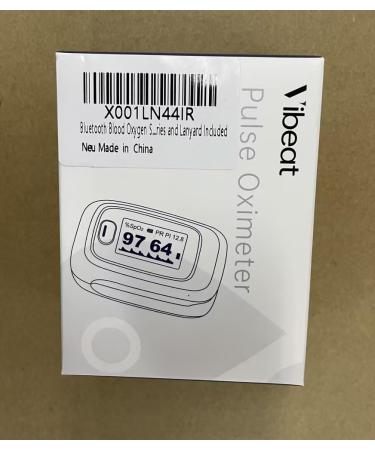 X001LN44IR
Bluetooth Blood Oxygen S...ries and Lanyard Included
New Made in China
Vibeat
Pulse Oximeter
%SpO₂ PR PI 12.8
97 64